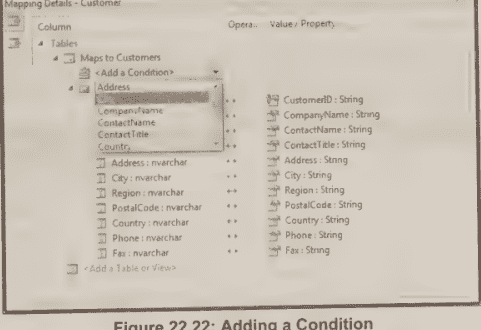 Mapping Details - Customer
Column Opera.. Value / Property
Tables
Maps to Customers
<Add a Condition>
Address
CompanyName
ContactName
ContactTitle
Country
CustomerID : String
CompanyName : String
ContactName : String
ContactTitle : String
Address : nvarchar Address : String
City : nvarchar City : String
Region : nvarchar Region : String
PostalCode : nvarchar PostalCode : String
Country : nvarchar Country : String
Phone : nvarchar Phone : String
Fax : nvarchar Fax : String
<Add a Table or View>
Figure 22.22: Adding a Condition